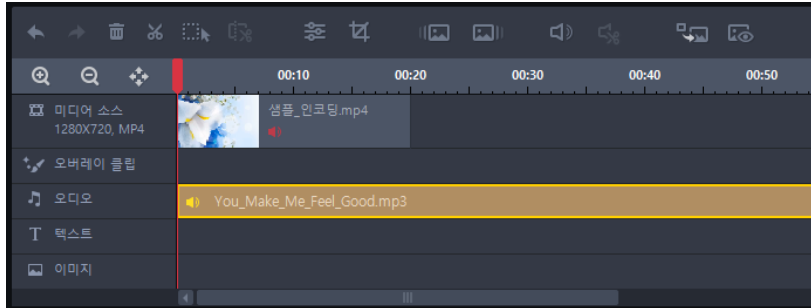 00:10 00:20 00:30 00:40 00:50
미디어 소스
1280X720, MP4
샘플_인코딩.mp4
오버레이 클립
오디오
You_Make_Me_Feel_Good.mp3
T 텍스트
이미지